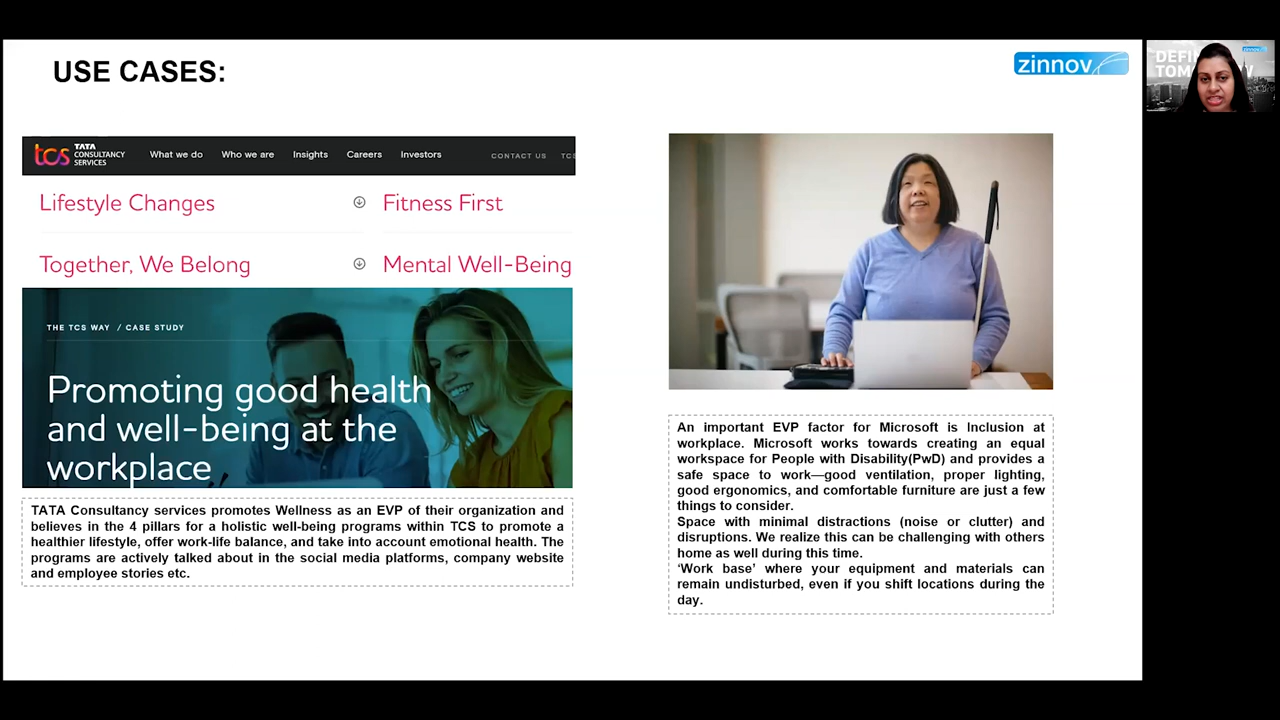 USE CASES:
zinnov
DEFI
TOM W
zinnov
tcs TATA
CONSULTANCY
SERVICES
What we do Who we are Insights Careers Investors CONTACT US TCS
Lifestyle Changes Fitness First
Together, We Belong Mental Well-Being
THE TCS WAY / CASE STUDY
Promoting good health
and well-being at the
workplace
TATA Consultancy services promotes Wellness as an EVP of their organization and
believes in the 4 pillars for a holistic well-being programs within TCS to promote a
healthier lifestyle, offer work-life balance, and take into account emotional health. The
programs are actively talked about in the social media platforms, company website
and employee stories etc.
An important EVP factor for Microsoft is Inclusion at
workplace. Microsoft works towards creating an equal
workspace for People with Disability(PwD) and provides a
safe space to work—good ventilation, proper lighting,
good ergonomics, and comfortable furniture are just a few
things to consider.
Space with minimal distractions (noise or clutter) and
disruptions. We realize this can be challenging with others
home as well during this time.
‘Work base’ where your equipment and materials can
remain undisturbed, even if you shift locations during the
day.